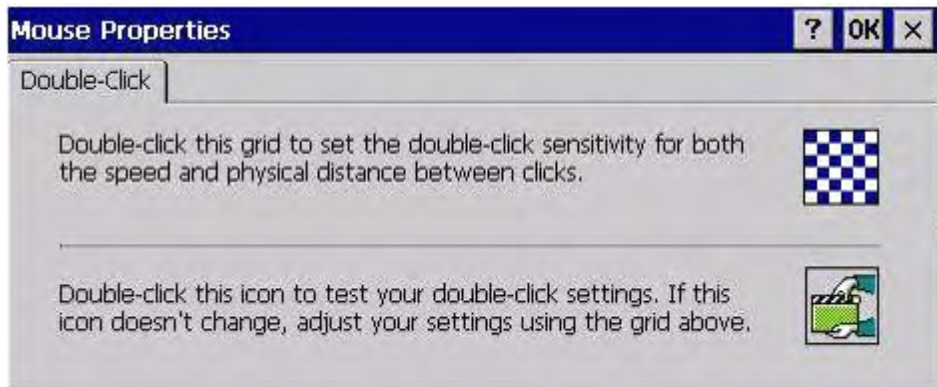 Mouse Properties ? OK ×
Double-Click
Double-click this grid to set the double-click sensitivity for both
the speed and physical distance between clicks.
Double-click this icon to test your double-click settings. If this
icon doesn't change, adjust your settings using the grid above.